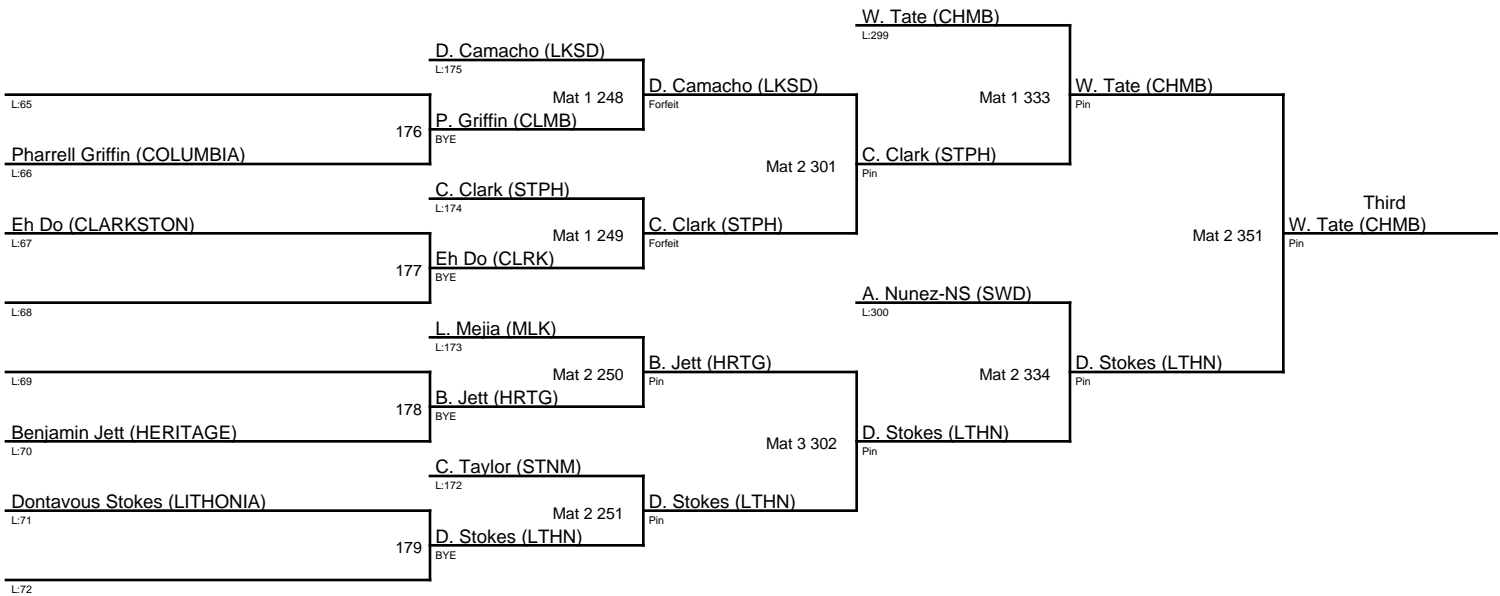 W. Tate (CHMB)
L:299
D. Camacho (LKSD)
L:175
Mat 1 248
D. Camacho (LKSD)
Forfeit
Mat 1 333
W. Tate (CHMB)
Pin
L:65
176
P. Griffin (CLMB)
BYE
Pharrell Griffin (COLUMBIA)
L:66
Mat 2 301
C. Clark (STPH)
Pin
C. Clark (STPH)
L:174
Eh Do (CLARKSTON)
L:67
Mat 1 249
C. Clark (STPH)
Forfeit
Mat 2 351
Third
W. Tate (CHMB)
Pin
177
Eh Do (CLRK)
BYE
L:68
A. Nunez-NS (SWD)
L:300
L. Mejia (MLK)
L:173
L:69
Mat 2 250
B. Jett (HRTG)
Pin
Mat 2 334
D. Stokes (LTHN)
Pin
178
B. Jett (HRTG)
BYE
Benjamin Jett (HERITAGE)
L:70
Mat 3 302
D. Stokes (LTHN)
Pin
C. Taylor (STNM)
L:172
Dontavous Stokes (LITHONIA)
L:71
Mat 2 251
D. Stokes (LTHN)
Pin
179
D. Stokes (LTHN)
BYE
L:72